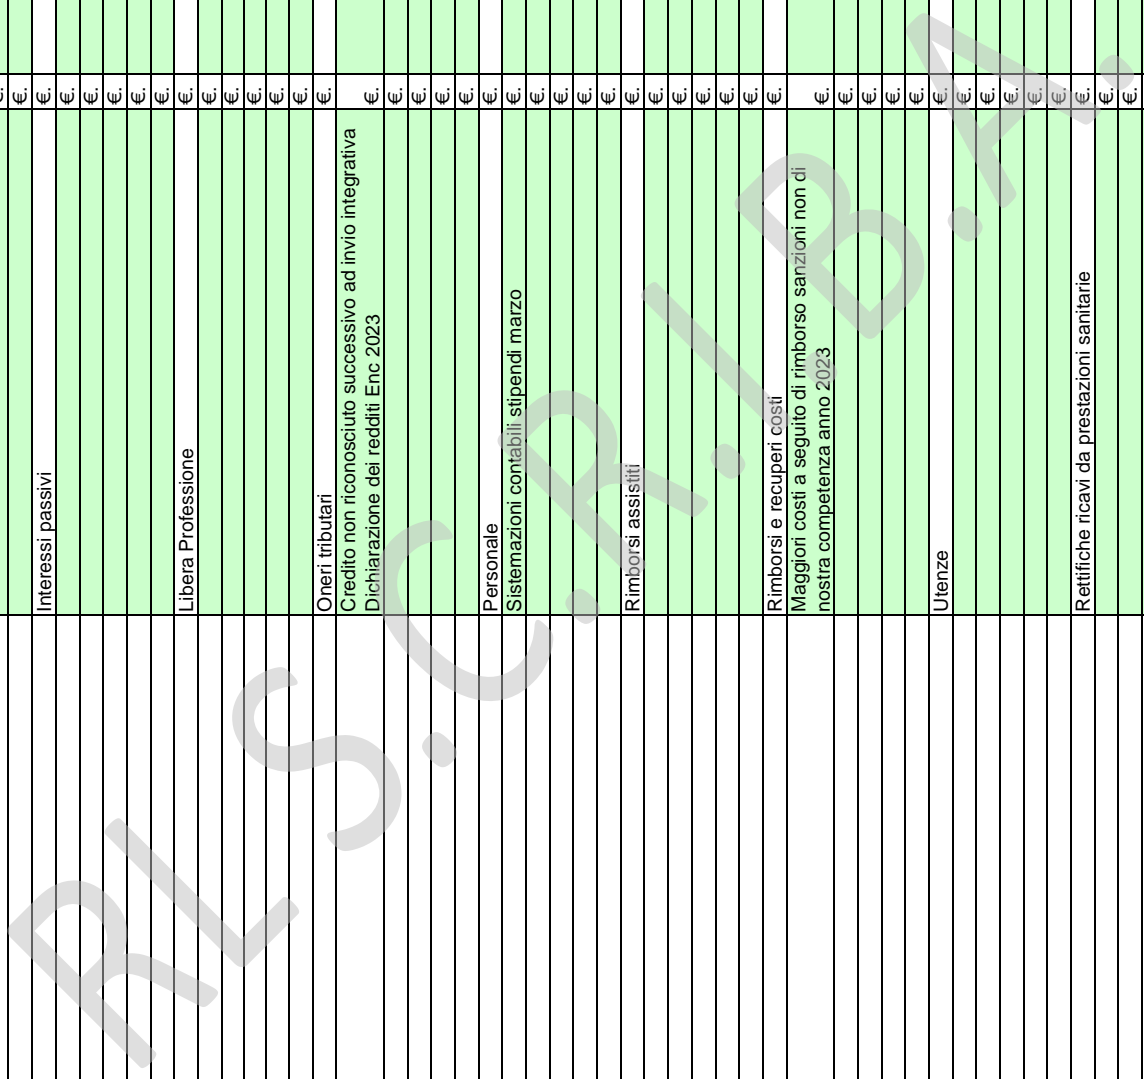 €.
€.
Interessi passivi €.
€.
€.
€.
€.
€.
Libera Professione €.
€.
€.
€.
€.
€.
Oneri tributari €.
Credito non riconosciuto successivo ad invio integrativa
Dichiarazione dei redditi Enc 2023 €.
€.
€.
€.
€.
Personale €.
Sistemazioni contabili stipendi marzo €.
€.
€.
€.
€.
Rimborsi assistiti €.
€.
€.
€.
€.
€.
Rimborsi e recuperi costi €.
Maggiori costi a seguito di rimborso sanzioni non di
nostra competenza anno 2023 €.
€.
€.
€.
€.
Utenze €.
€.
€.
€.
€.
€.
Rettifiche ricavi da prestazioni sanitarie €.
€.
€.
RLS.C.R.I.B.A.